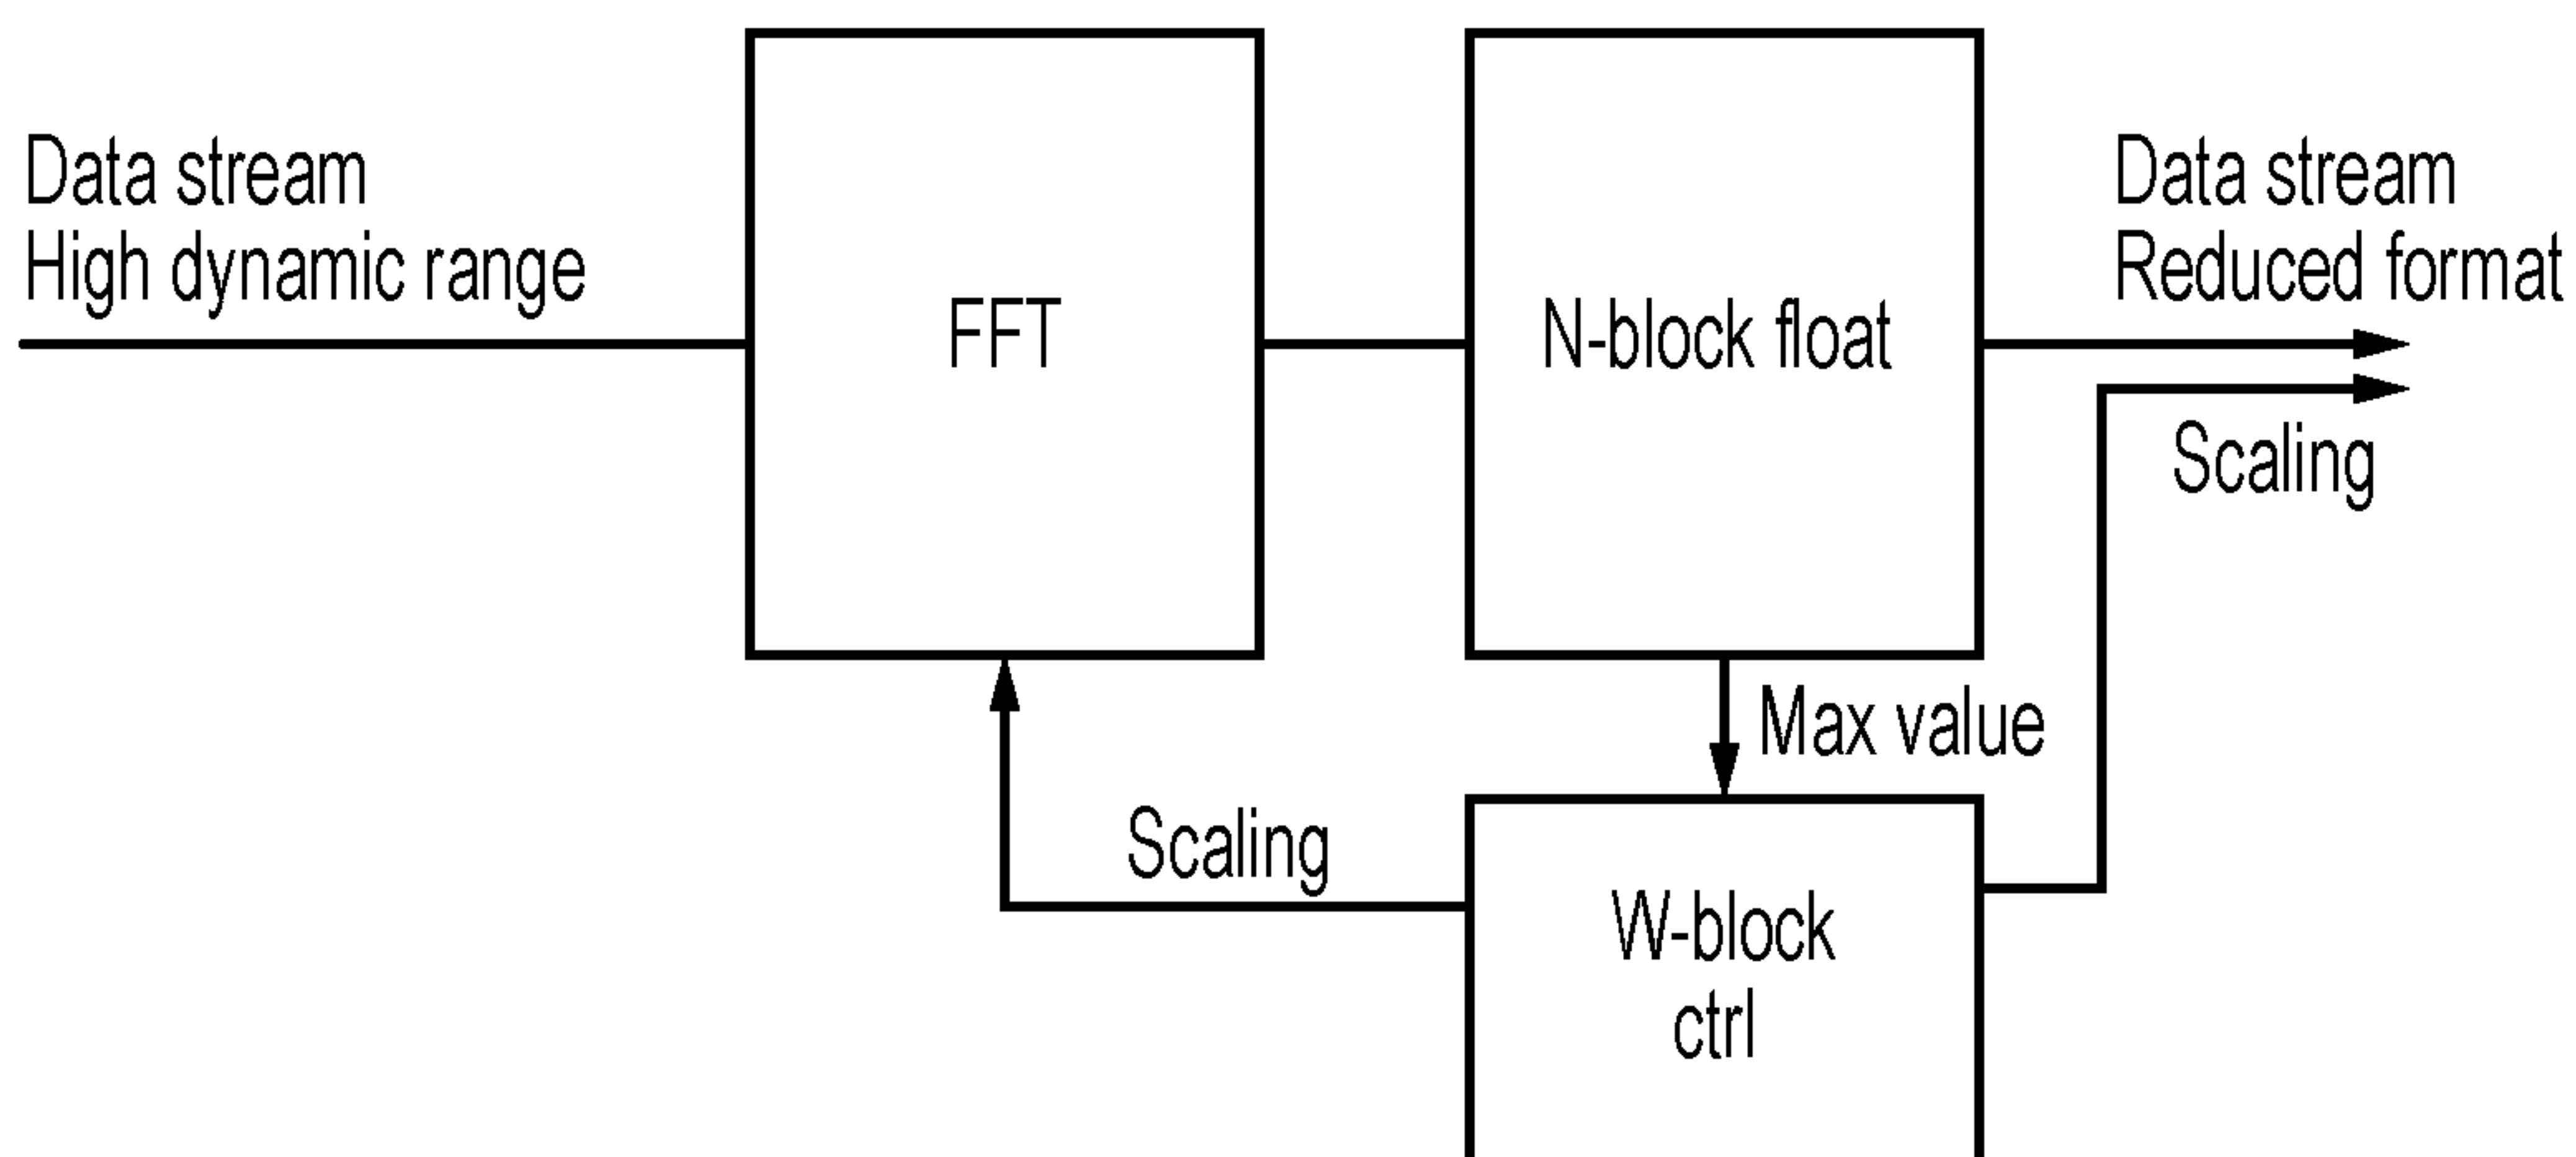 Data stream
High dynamic range
FFT
N-block float
Data stream
Reduced format
Scaling
Max value
Scaling
W-block
ctrl